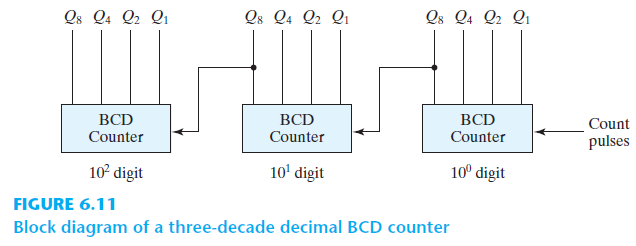 Q8 Q4 Q2 Q1 Q8 Q4 Q2 Q1 Q8 Q4 Q2 Q1
BCD Counter BCD Counter BCD Counter Count pulses
10² digit 10¹ digit 10⁰ digit
FIGURE 6.11
Block diagram of a three-decade decimal BCD counter